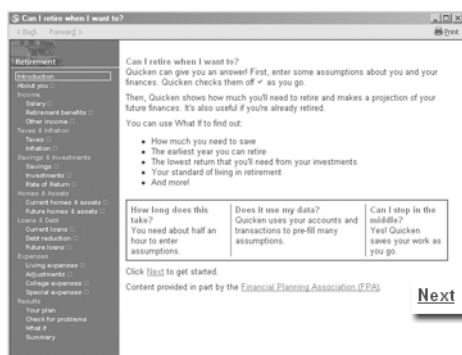 Can I retire when I want to?
< Back Forward >
Print
Retirement
Introduction
About you
Income
Salary
Retirement benefits
Other income
Taxes & Inflation
Taxes
Inflation
Savings & Investments
Savings
Investments
Rate of Return
Homes & Assets
Current homes & assets
Future homes & assets
Loans & Debt
Current loans
Debt reduction
Future loans
Expenses
Living expenses
Adjustments
College expenses
Special expenses
Results
Your plan
Check for problems
What if
Summary
Can I retire when I want to?
Quicken can give you an answer! First, enter some assumptions about you and your
finances. Quicken checks them off ✓ as you go.
Then, Quicken shows how much you'll need to retire and makes a projection of your
future finances. It's also useful if you're already retired.
You can use What If to find out:
• How much you need to save
• The earliest year you can retire
• The lowest return that you'll need from your investments
• Your standard of living in retirement
• And more!
How long does this
take?
You need about half an
hour to enter
assumptions.
Does it use my data?
Quicken uses your accounts and
transactions to pre-fill many
assumptions.
Can I stop in the
middle?
Yes! Quicken
saves your work as
you go.
Click Next to get started.
Content provided in part by the Financial Planning Association (FPA).
Next